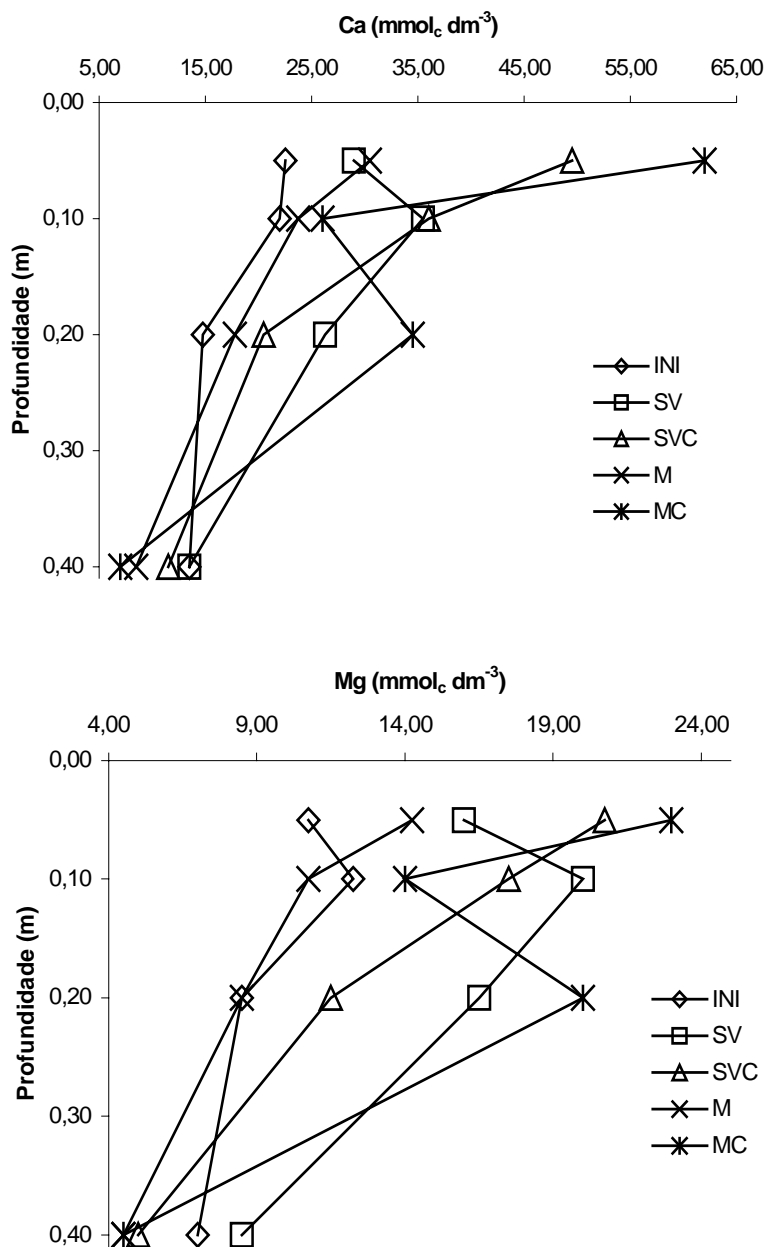 Ca (mmolc dm-3)
5,00 15,00 25,00 35,00 45,00 55,00 65,00
0,00
0,10
0,20
0,30
0,40
Profundidade (m)
INI
SV
SVC
M
MC
Mg (mmolc dm-3)
4,00 9,00 14,00 19,00 24,00
0,00
0,10
0,20
0,30
0,40
Profundidade (m)
INI
SV
SVC
M
MC